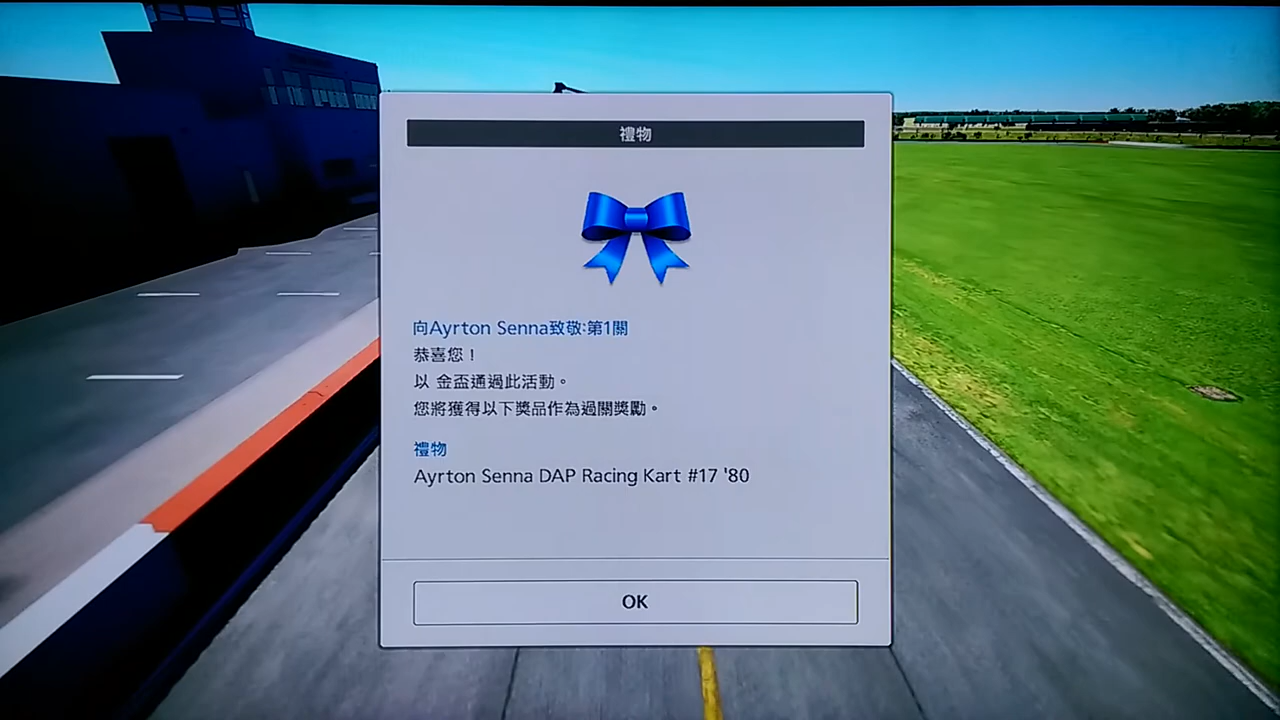 禮物
向Ayrton Senna致敬:第1關
恭喜您！
以 金盃通過此活動。
您將獲得以下獎品作為過關獎勵。
禮物
Ayrton Senna DAP Racing Kart #17 '80
OK